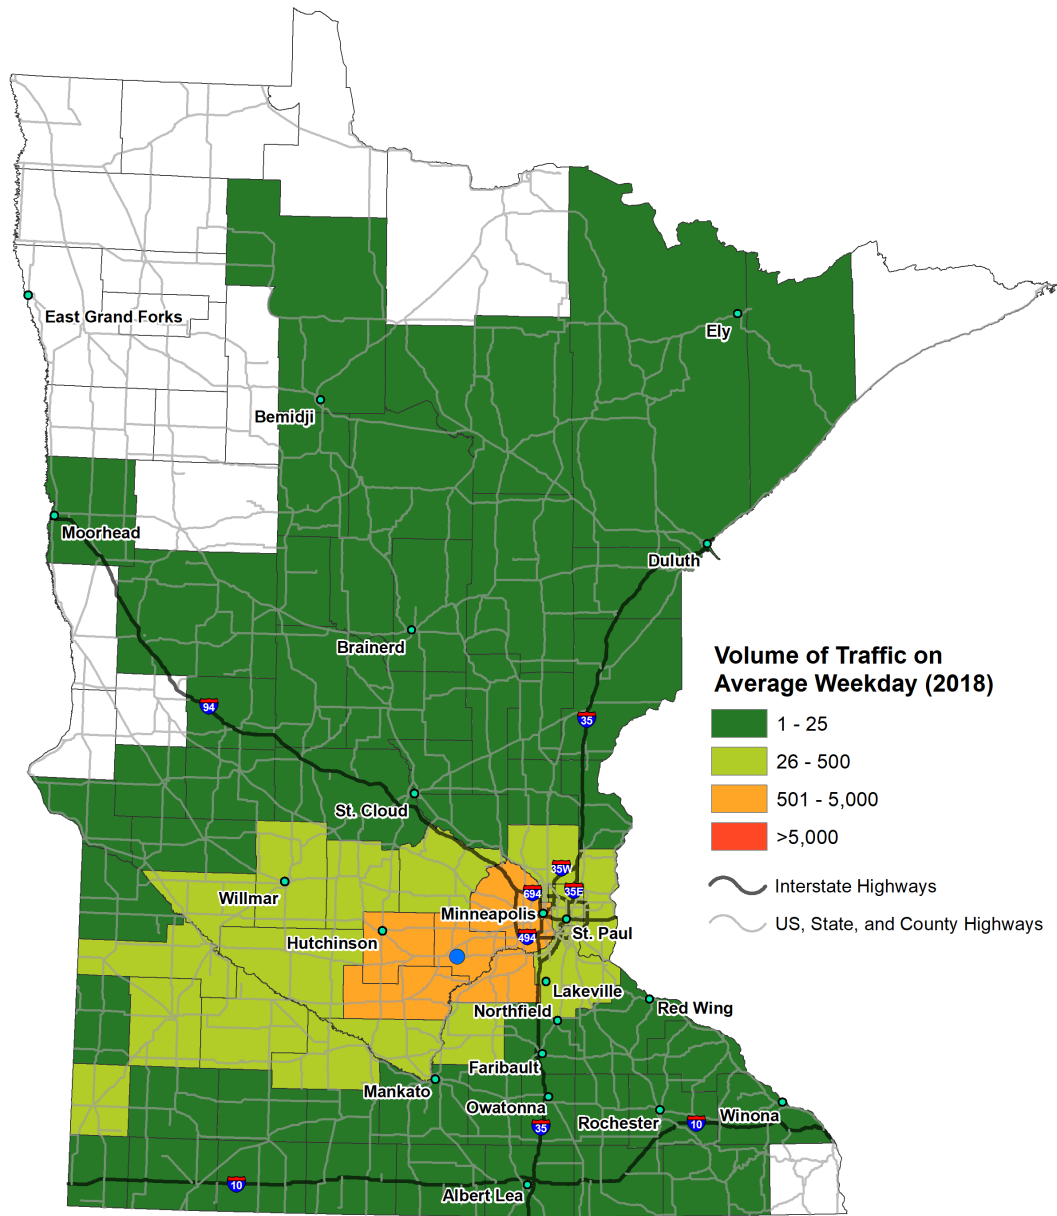 East Grand Forks
Ely
Bemidji
Moorhead
Duluth
Brainerd
Volume of Traffic on
Average Weekday (2018)
94
35
1 - 25
26 - 500
501 - 5,000
>5,000
St. Cloud
35W
694
35E
Interstate Highways
Willmar
Minneapolis
US, State, and County Highways
Hutchinson
494
St. Paul
Lakeville
Northfield
Red Wing
Faribault
Mankato
Owatonna
Rochester
10
Winona
35
10
Albert Lea